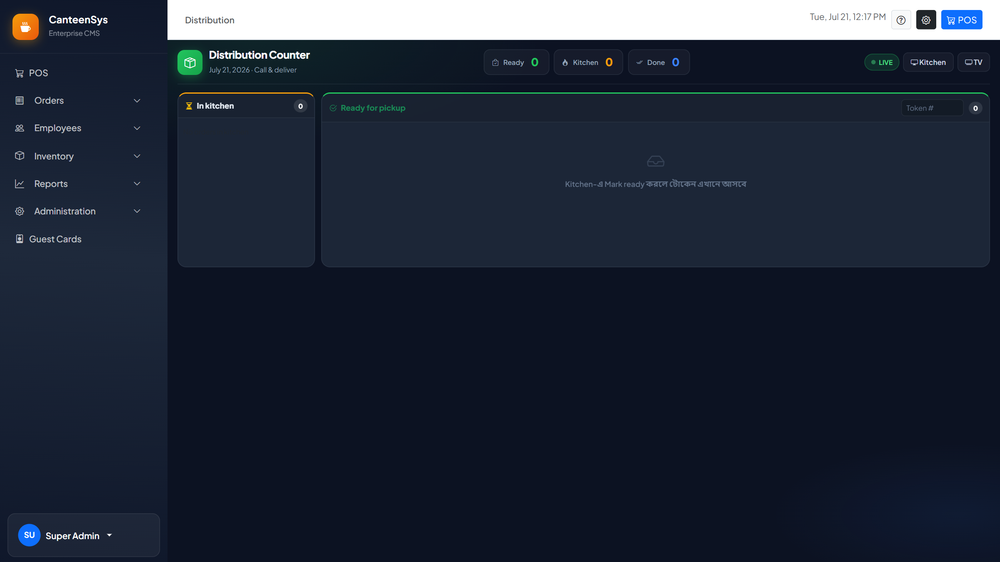 CanteenSys
Enterprise CMS
POS
Orders
Employees
Inventory
Reports
Administration
Guest Cards
SU Super Admin
Distribution
Tue, Jul 21, 12:17 PM
POS
Distribution Counter
July 21, 2026 · Call & deliver
Ready 0
Kitchen 0
Done 0
LIVE
Kitchen
TV
In kitchen 0
Ready for pickup
Token # 0
Kitchen-এ Mark ready করলে টোকেন এখানে আসবে